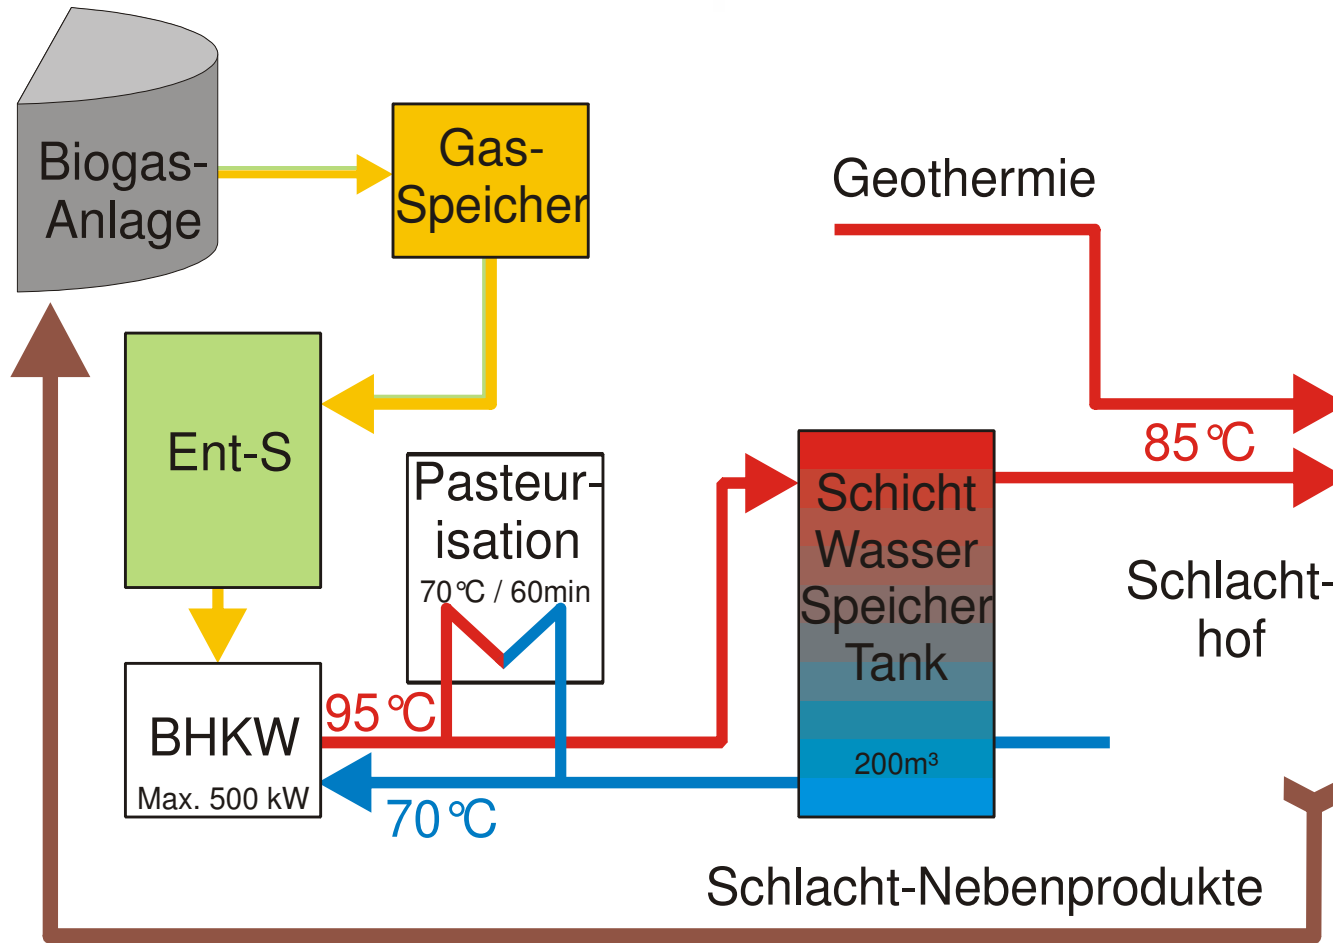 Biogas-
Anlage
Gas-
Speicher
Geothermie
Ent-S
85°C
Pasteur-
isation
70°C / 60min
Schicht
Wasser
Speicher
Tank
200m³
Schlacht-
hof
95°C
BHKW
Max. 500 kW
70°C
Schlacht-Nebenprodukte